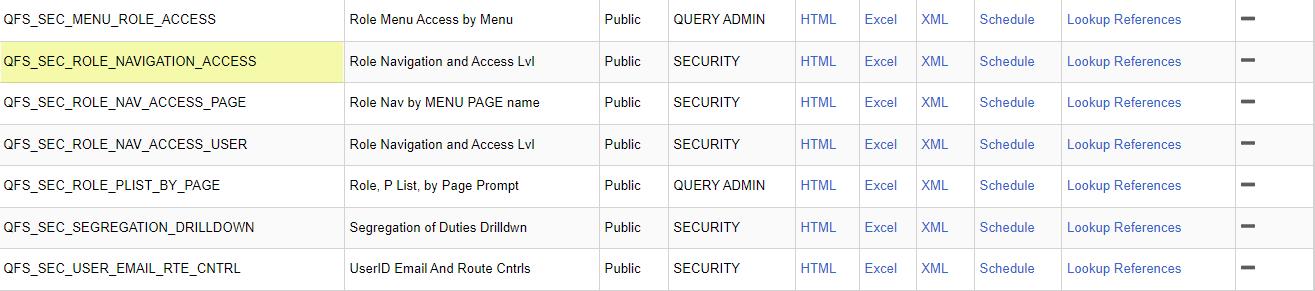 QFS_SEC_MENU_ROLE_ACCESS Role Menu Access by Menu Public QUERY ADMIN HTML Excel XML Schedule Lookup References
QFS_SEC_ROLE_NAVIGATION_ACCESS Role Navigation and Access Lvl Public SECURITY HTML Excel XML Schedule Lookup References
QFS_SEC_ROLE_NAV_ACCESS_PAGE Role Nav by MENU PAGE name Public SECURITY HTML Excel XML Schedule Lookup References
QFS_SEC_ROLE_NAV_ACCESS_USER Role Navigation and Access Lvl Public SECURITY HTML Excel XML Schedule Lookup References
QFS_SEC_ROLE_PLIST_BY_PAGE Role, P List, by Page Prompt Public QUERY ADMIN HTML Excel XML Schedule Lookup References
QFS_SEC_SEGREGATION_DRILLDOWN Segregation of Duties Drilldwn Public SECURITY HTML Excel XML Schedule Lookup References
QFS_SEC_USER_EMAIL_RTE_CNTRL UserID Email And Route Cntrls Public SECURITY HTML Excel XML Schedule Lookup References